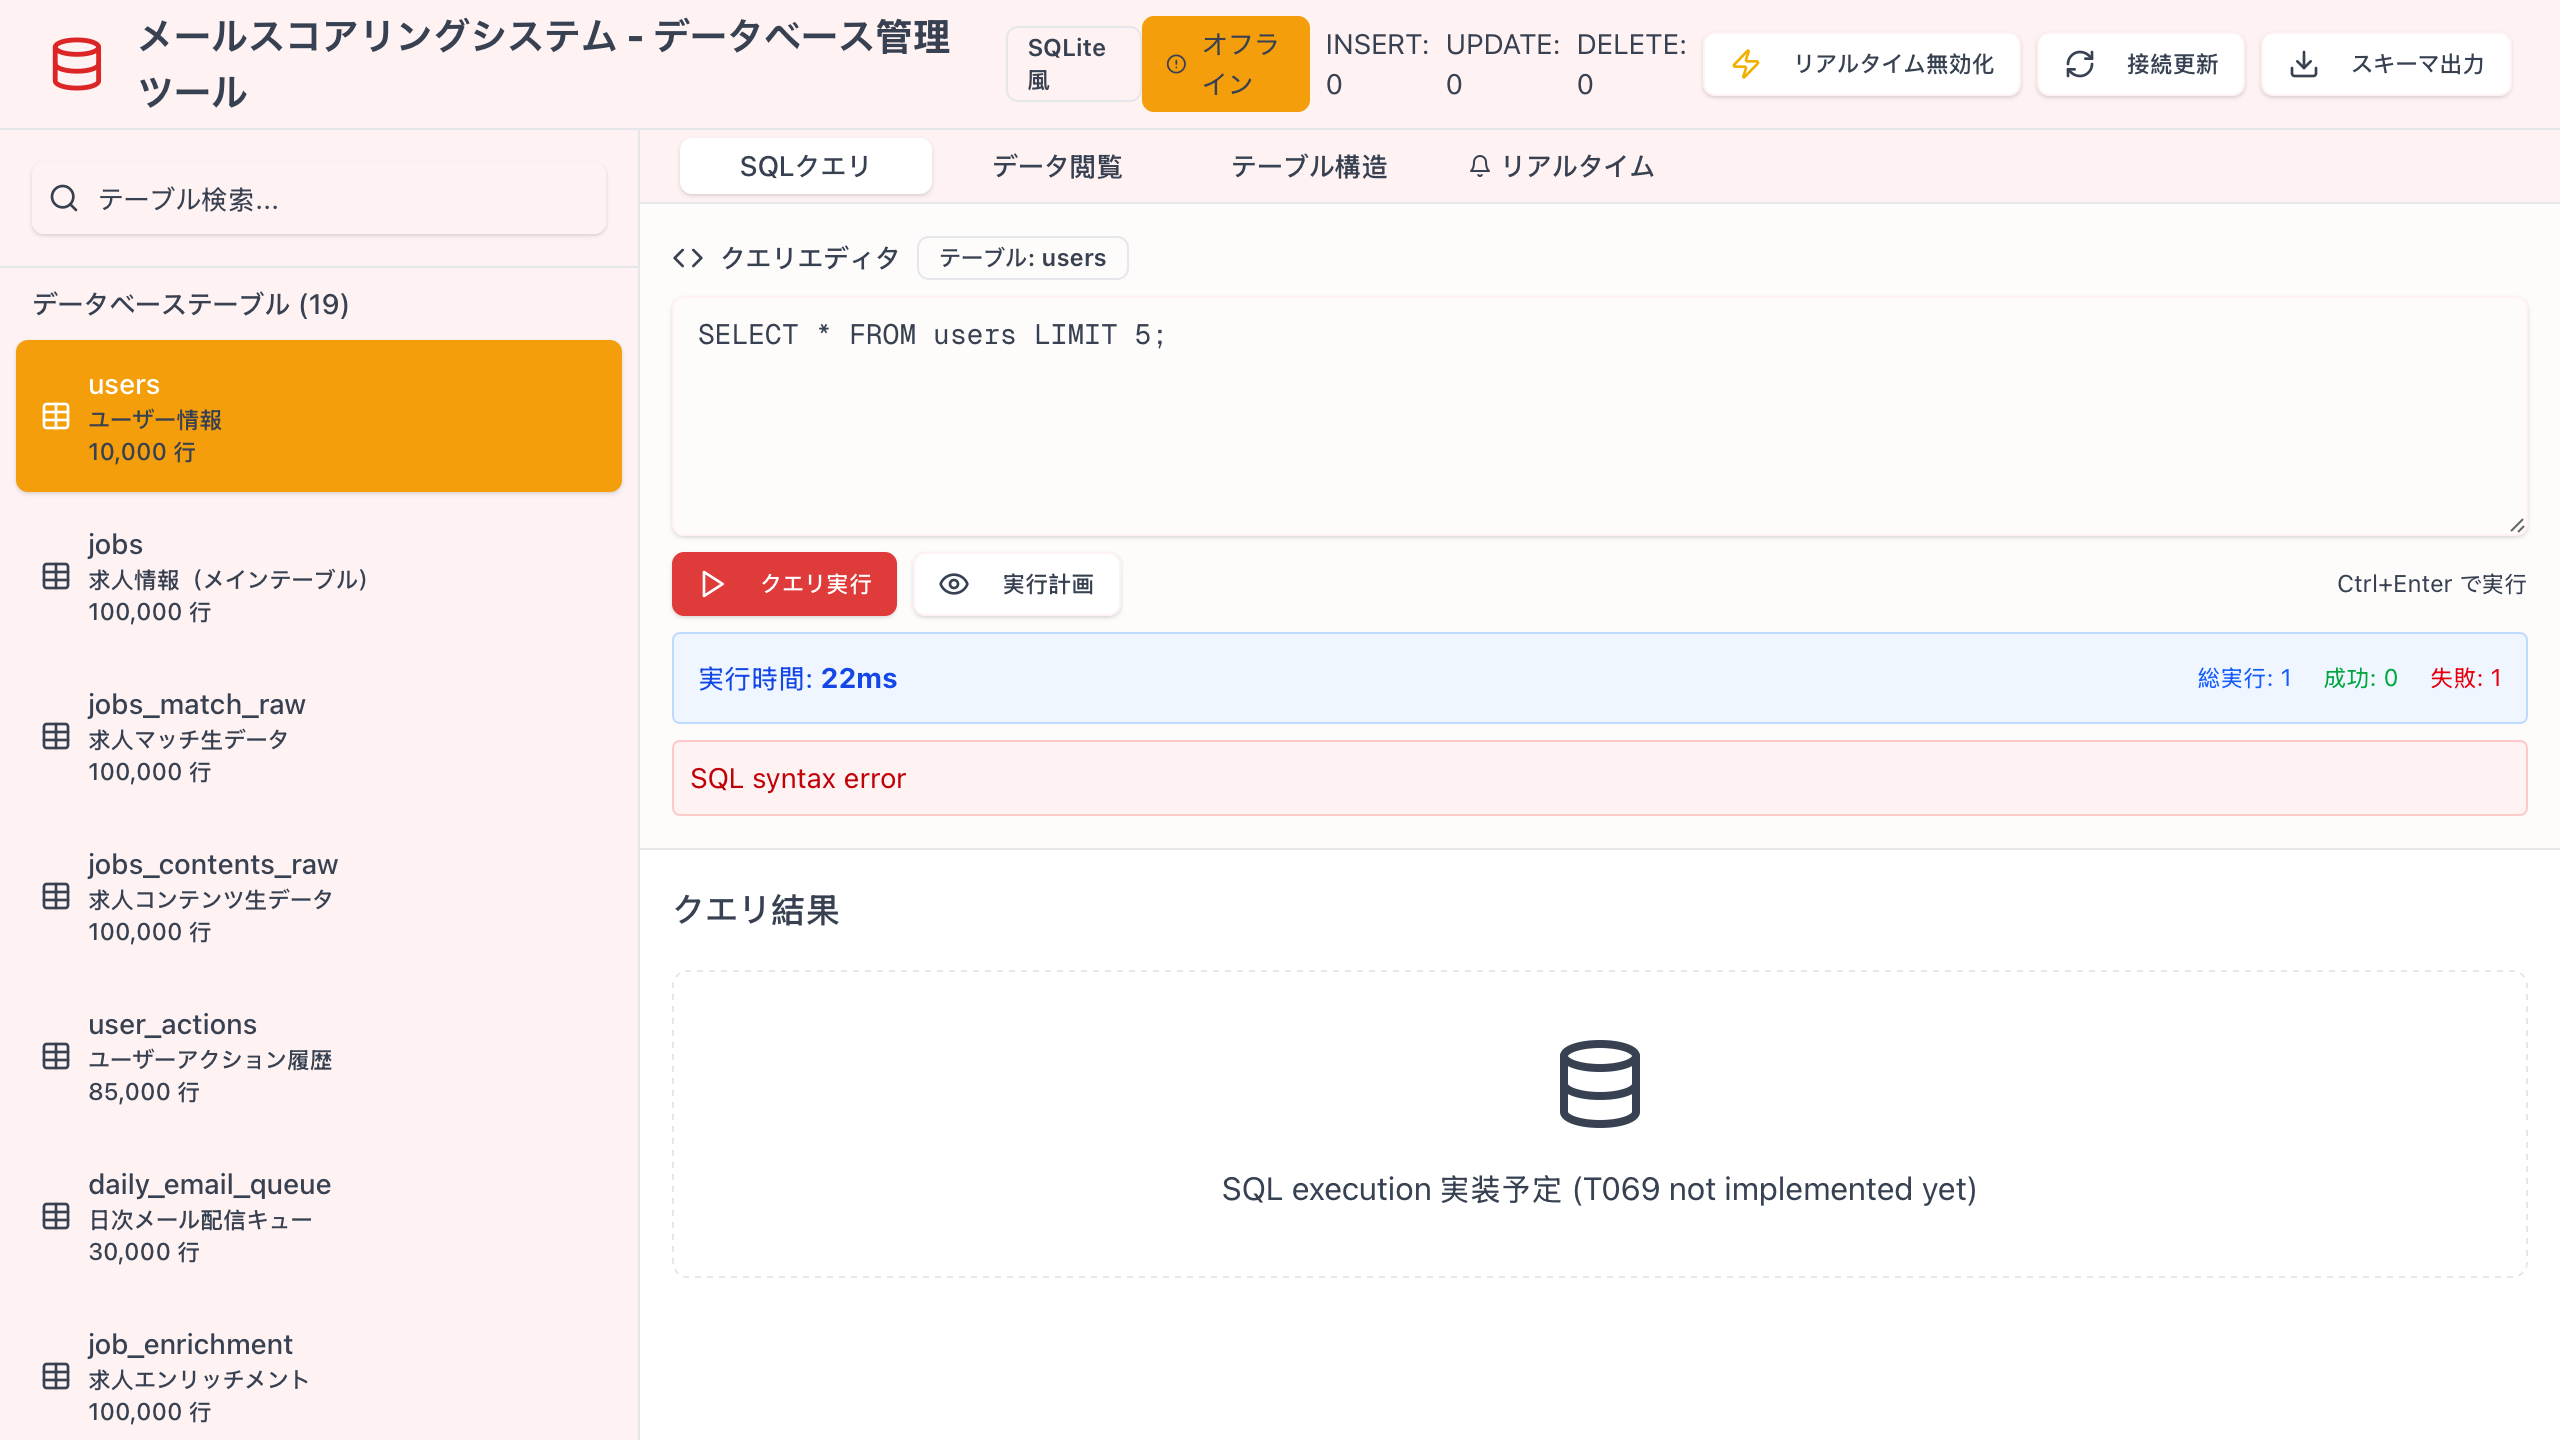 メールスコアリングシステム - データベース管理
ツール
SQLite
風
オフラ
イン
INSERT:
0
UPDATE:
0
DELETE:
0
リアルタイム無効化
接続更新
スキーマ出力
テーブル検索...
データベーステーブル (19)
users
ユーザー情報
10,000 行
jobs
求人情報（メインテーブル）
100,000 行
jobs_match_raw
求人マッチ生データ
100,000 行
jobs_contents_raw
求人コンテンツ生データ
100,000 行
user_actions
ユーザーアクション履歴
85,000 行
daily_email_queue
日次メール配信キュー
30,000 行
job_enrichment
求人エンリッチメント
100,000 行
SQLクエリ
データ閲覧
テーブル構造
リアルタイム
クエリエディタ
テーブル: users
SELECT * FROM users LIMIT 5;
クエリ実行
実行計画
Ctrl+Enter で実行
実行時間: 22ms
総実行: 1
成功: 0
失敗: 1
SQL syntax error
クエリ結果
SQL execution 実装予定 (T069 not implemented yet)